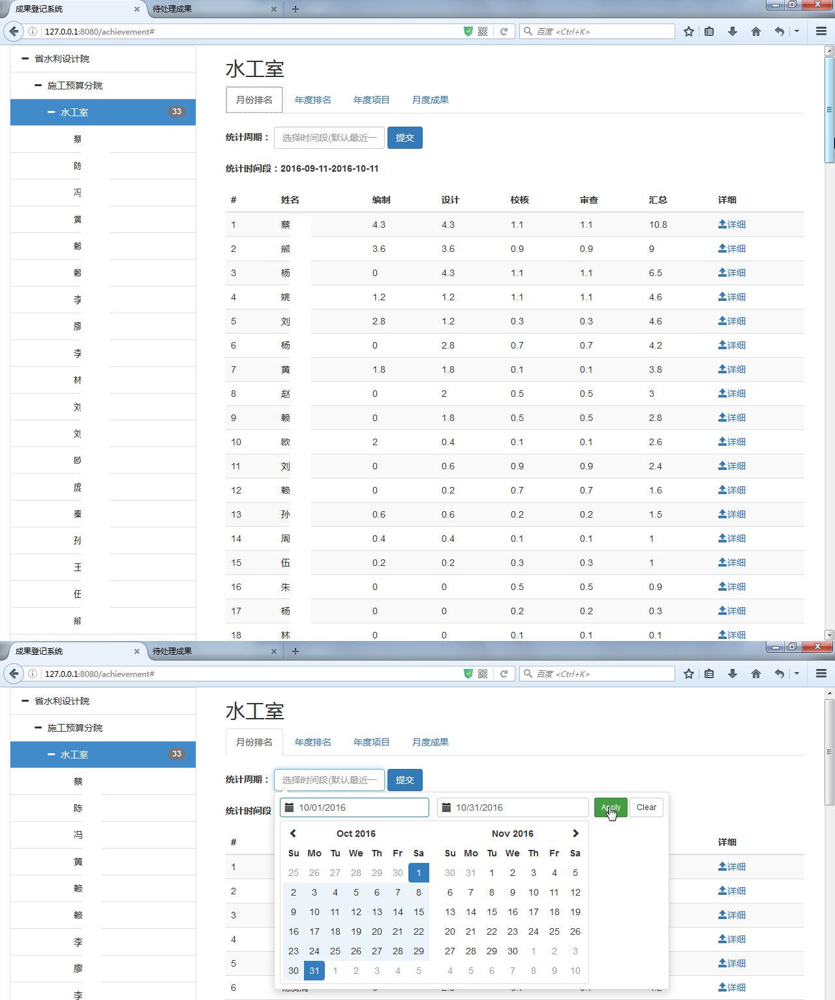 成果登记系统 待处理成果
127.0.0.1:8080/achievement# 百度 <Ctrl+K>
省水利设计院
施工预算分院
水工室 33
蔡
陈
冯
黄
赖
赖
李
廖
李
林
刘
刘
欧
庞
秦
孙
王
伍
熊
水工室
月份排名 年度排名 年度项目 月度成果
统计周期： 选择时间段(默认最近一 提交
统计时间段：2016-09-11-2016-10-11
# 姓名 编制 设计 校核 审查 汇总 详细
1 蔡 4.3 4.3 1.1 1.1 10.8 详细
2 熊 3.6 3.6 0.9 0.9 9 详细
3 杨 0 4.3 1.1 1.1 6.5 详细
4 姚 1.2 1.2 1.1 1.1 4.6 详细
5 刘 2.8 1.2 0.3 0.3 4.6 详细
6 杨 0 2.8 0.7 0.7 4.2 详细
7 黄 1.8 1.8 0.1 0.1 3.8 详细
8 赵 0 2 0.5 0.5 3 详细
9 赖 0 1.8 0.5 0.5 2.8 详细
10 欧 2 0.4 0.1 0.1 2.6 详细
11 刘 0 0.6 0.9 0.9 2.4 详细
12 赖 0 0.2 0.7 0.7 1.6 详细
13 孙 0.6 0.6 0.2 0.2 1.5 详细
14 周 0.4 0.4 0.1 0.1 1 详细
15 伍 0.2 0.2 0.3 0.3 1 详细
16 朱 0 0 0.5 0.5 0.9 详细
17 杨 0 0 0.2 0.2 0.3 详细
18 林 0 0 0.1 0.1 0.1 详细
成果登记系统 待处理成果
127.0.0.1:8080/achievement# 百度 <Ctrl+K>
省水利设计院
施工预算分院
水工室 33
蔡
陈
冯
黄
赖
赖
李
廖
李
水工室
月份排名 年度排名 年度项目 月度成果
统计周期： 选择时间段(默认最近一 提交
统计时间段
10/01/2016 10/31/2016 Apply Clear
Oct 2016 Nov 2016
Su Mo Tu We Th Fr Sa Su Mo Tu We Th Fr Sa
25 26 27 28 29 30 1 30 31 1 2 3 4 5
2 3 4 5 6 7 8 6 7 8 9 10 11 12
9 10 11 12 13 14 15 13 14 15 16 17 18 19
16 17 18 19 20 21 22 20 21 22 23 24 25 26
23 24 25 26 27 28 29 27 28 29 30 1 2 3
30 31 1 2 3 4 5 4 5 6 7 8 9 10
# 详细
1 详细
2 详细
3 详细
4 详细
5 详细
6 详细